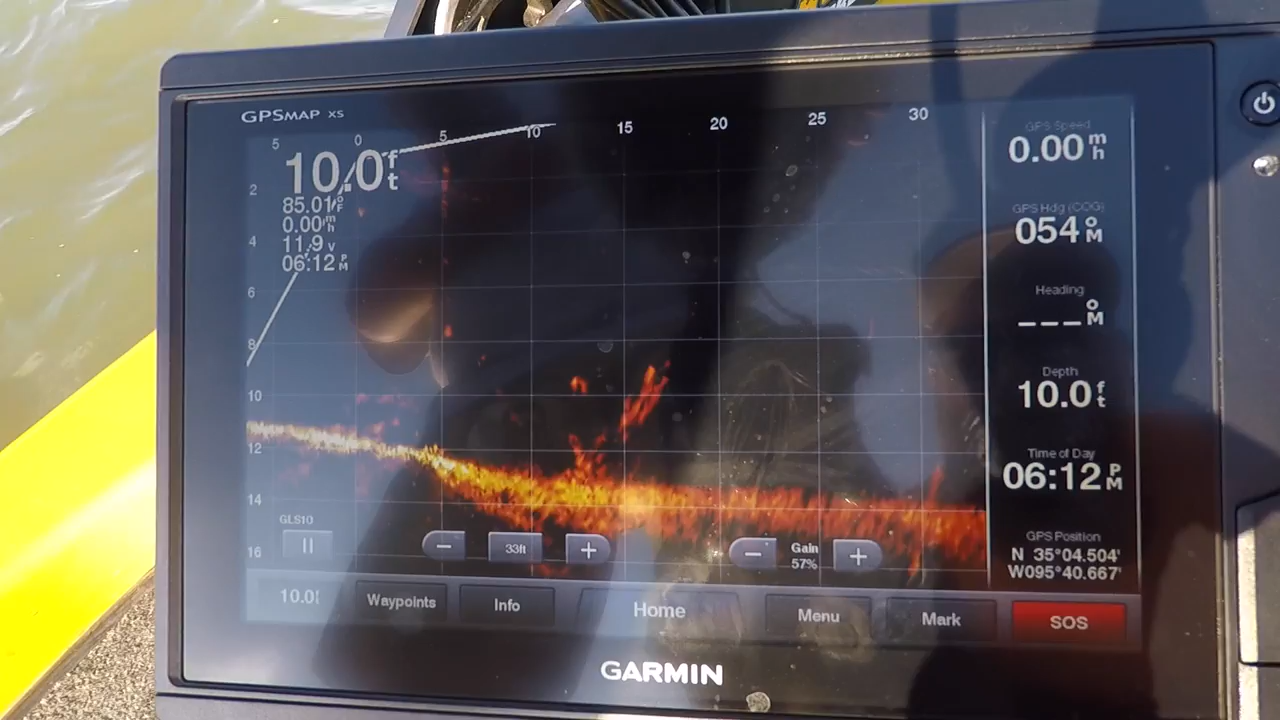 GPSMAP XS
5 0 5 10 15 20 25 30
10.0 ft
85.01°F
0.00 mh
11.9 v
06:12 PM
2
4
6
8
10
12
14
16
GPS Speed
0.00 mh
GPS Hdg (COG)
054 °M
Heading
___ °M
Depth
10.0 ft
Time of Day
06:12 PM
GPS Position
N 35°04.504'
W095°40.667'
GLS10
33ft
Gain
57%
10.0
Waypoints
Info
Home
Menu
Mark
SOS
GARMIN